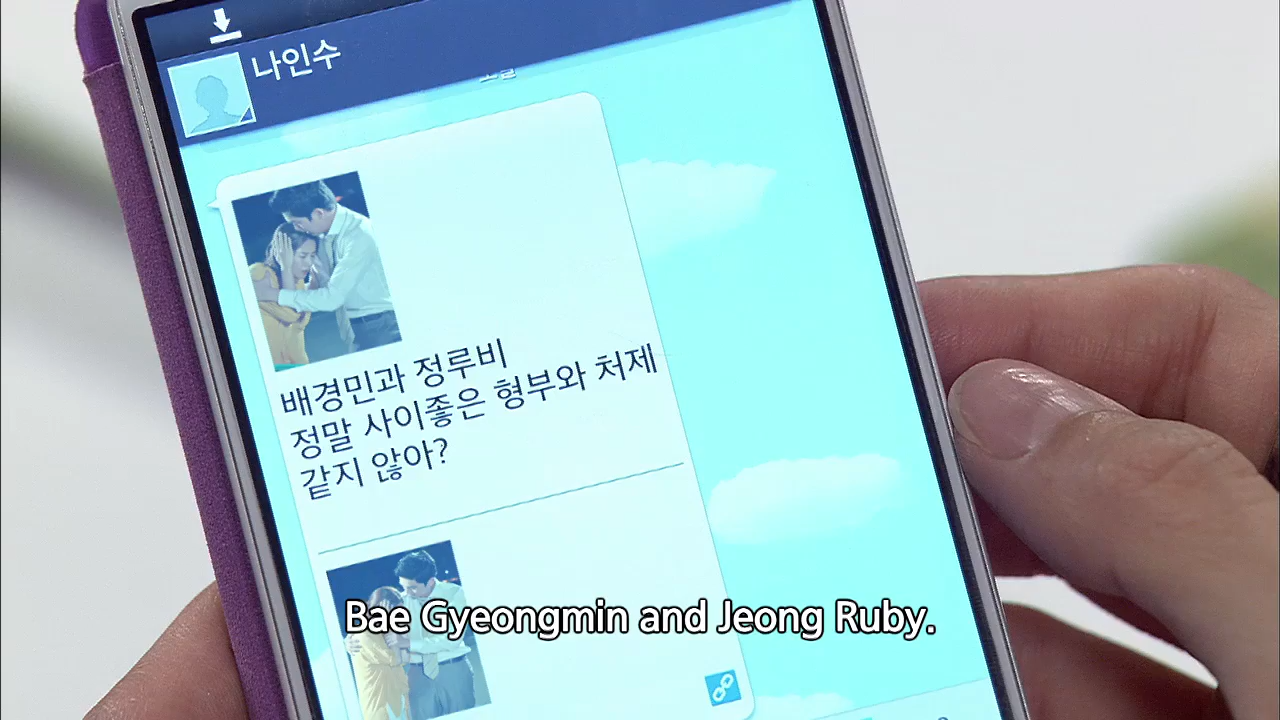 나인수
배경민과 정루비
정말 사이좋은 형부와 처제
같지 않아?
Bae Gyeongmin and Jeong Ruby.